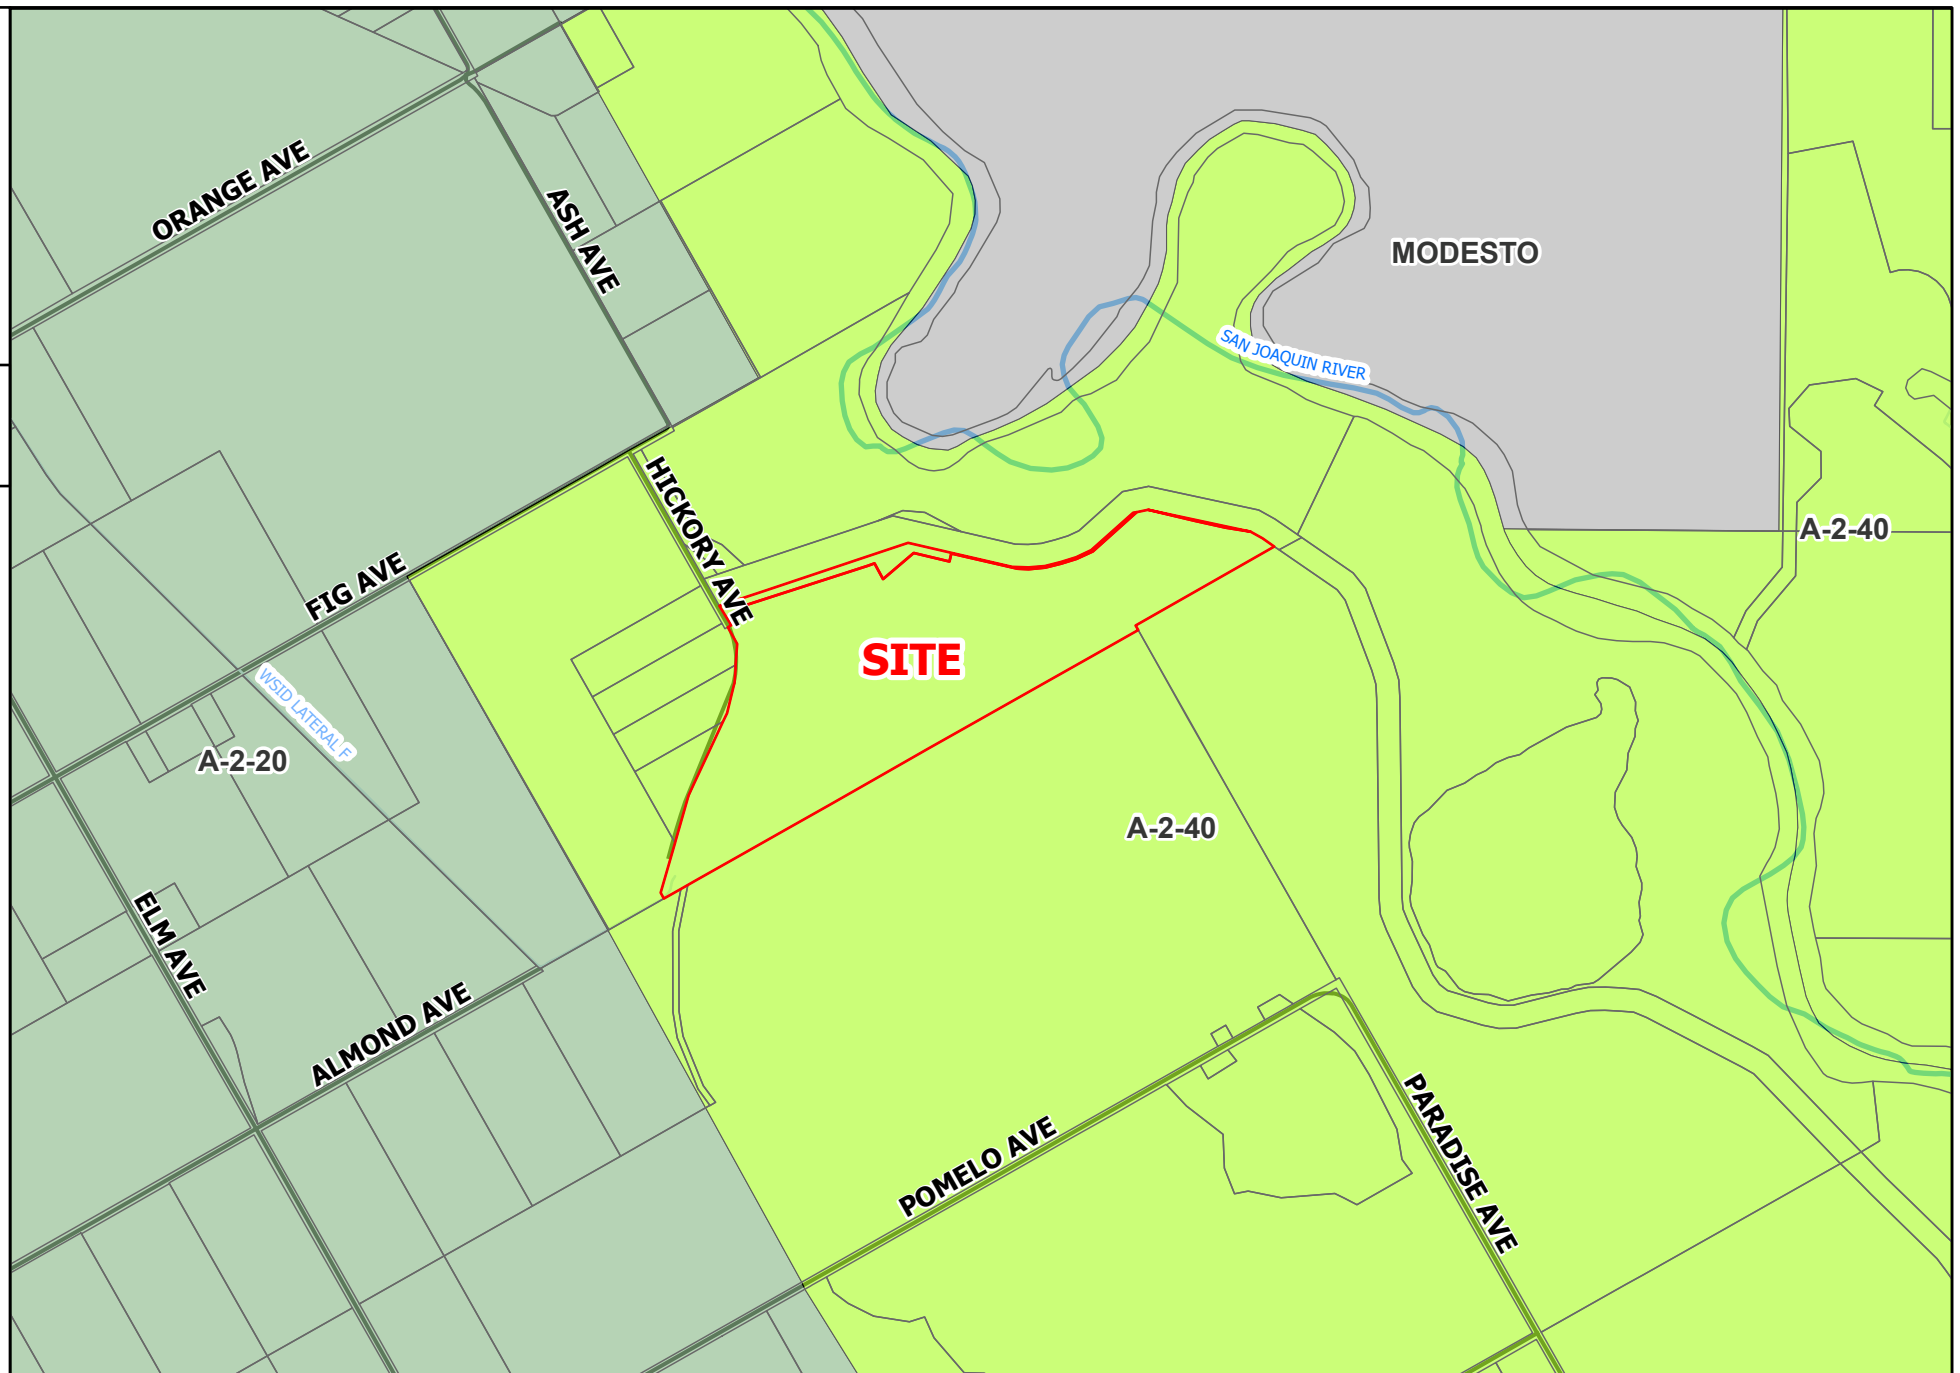 ORANGE AVE
ASH AVE
MODESTO
SAN JOAQUIN RIVER
A-2-40
HICKORY AVE
FIG AVE
SITE
WSID LATERAL F
A-2-20
A-2-40
ELM AVE
ALMOND AVE
POMELO AVE
PARADISE AVE